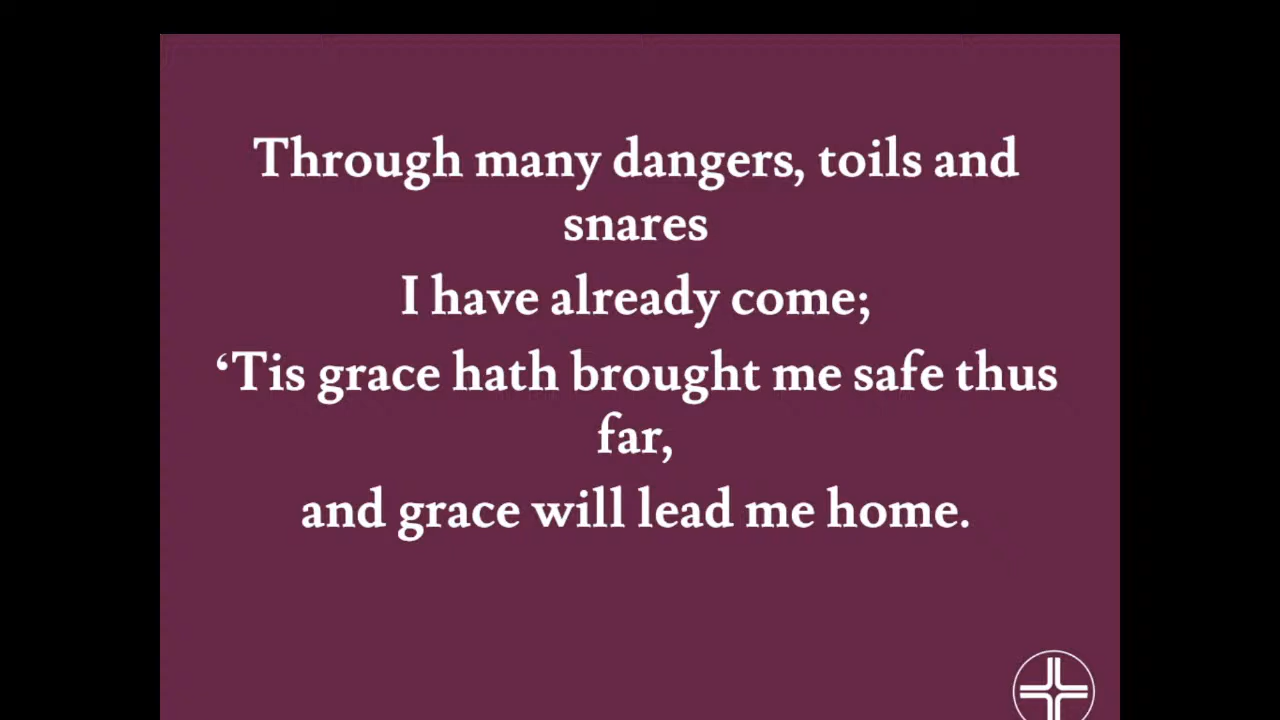 Through many dangers, toils and
snares
I have already come;
‘Tis grace hath brought me safe thus
far,
and grace will lead me home.